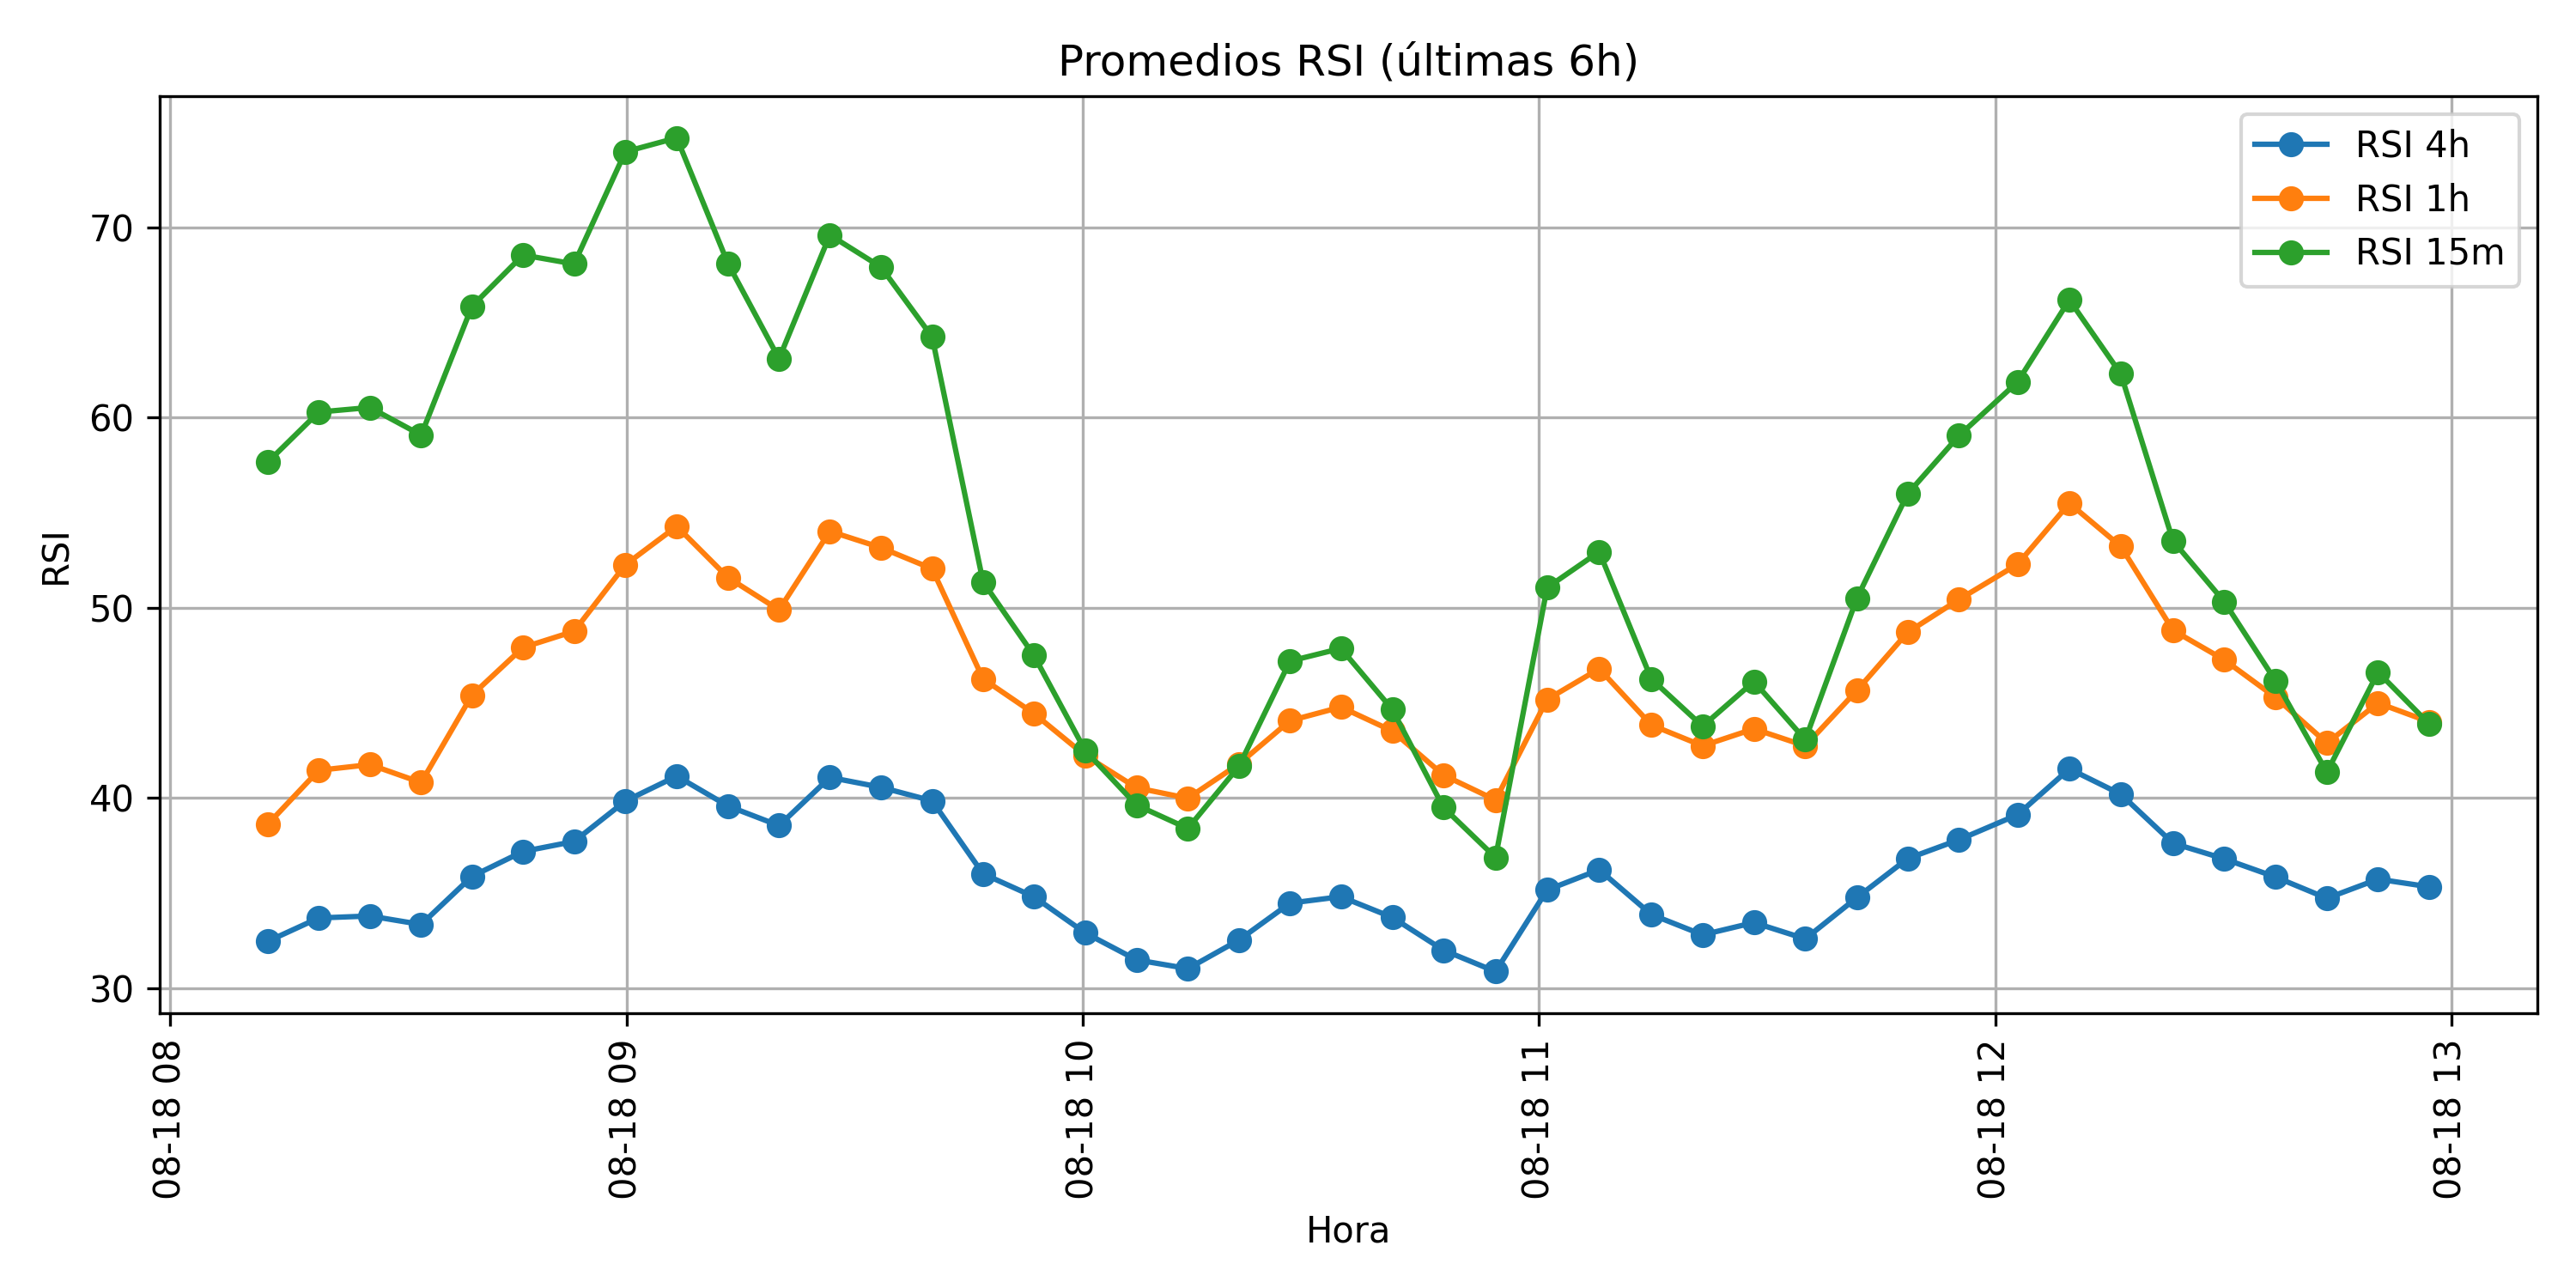 Promedios RSI (últimas 6h)
RSI 4h
RSI 1h
RSI 15m
RSI
70
60
50
40
30
08-18 08
08-18 09
08-18 10
08-18 11
08-18 12
08-18 13
Hora